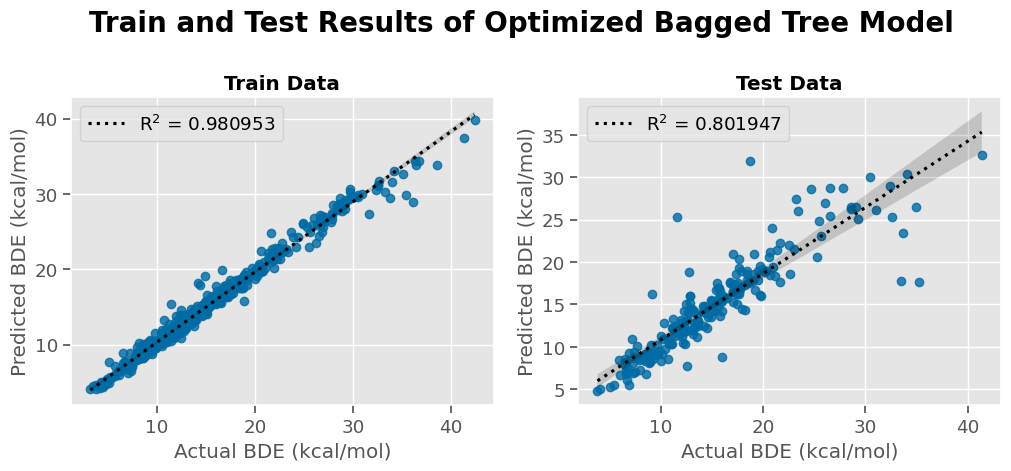 Train and Test Results of Optimized Bagged Tree Model
Train Data
R² = 0.980953
Predicted BDE (kcal/mol)
40
30
20
10
10 20 30 40
Actual BDE (kcal/mol)
Test Data
R² = 0.801947
Predicted BDE (kcal/mol)
35
30
25
20
15
10
5
10 20 30 40
Actual BDE (kcal/mol)